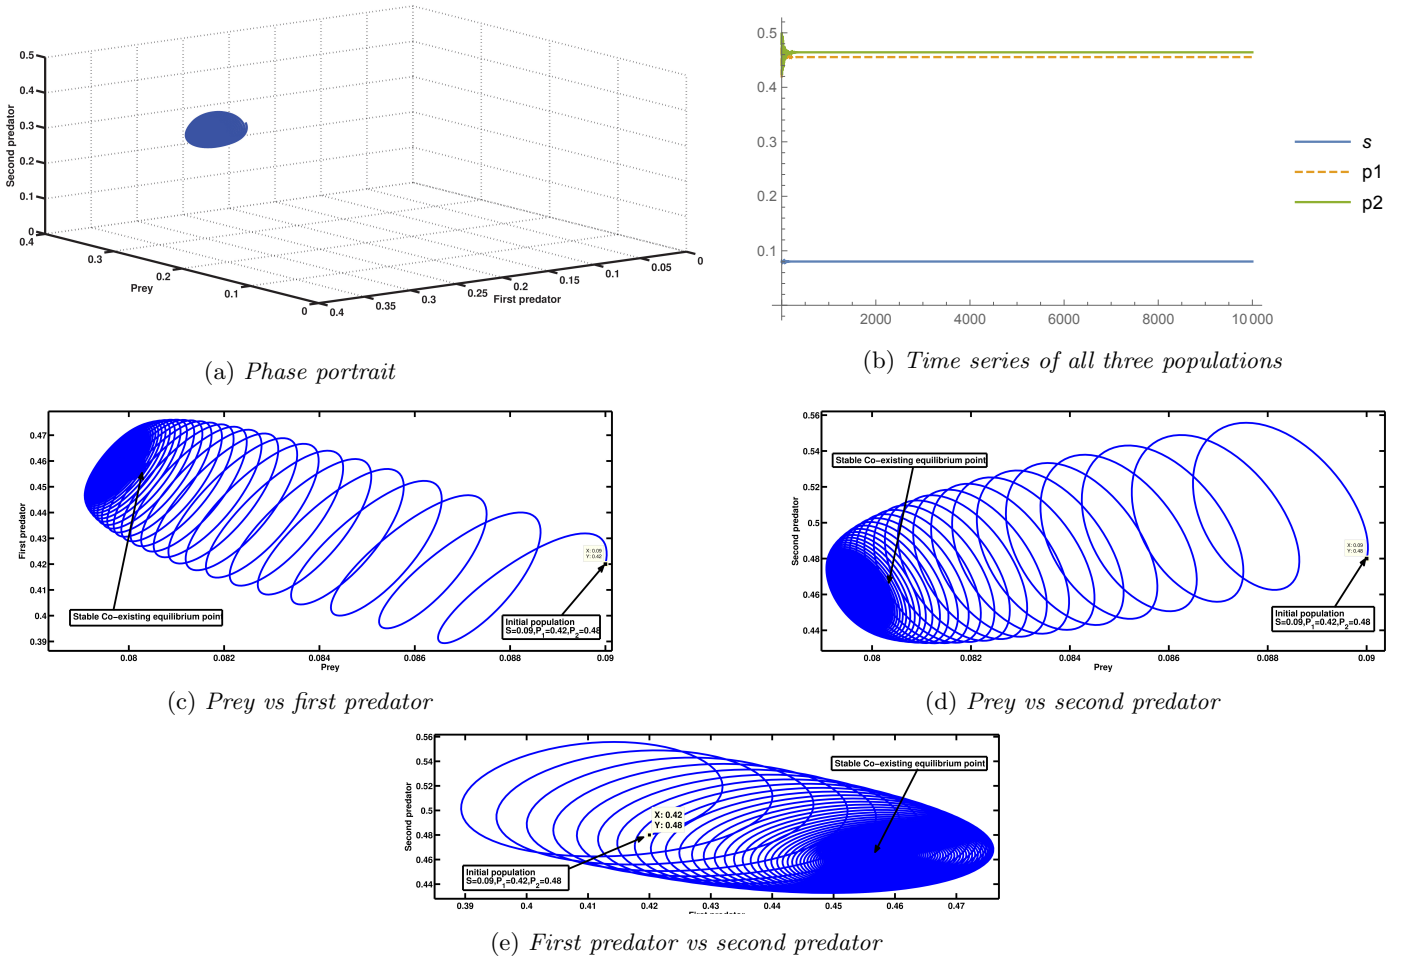 0.5
0.4
0.3
0.2
0.1
0
Second predator
0.4
0.3
0.2
0.1
0
Prey
0.4
0.35
0.3
0.25
0.2
0.15
0.1
0.05
0
First predator
(a) Phase portrait
0.5
0.4
0.3
0.2
0.1
2000 4000 6000 8000 10000
s
p1
p2
(b) Time series of all three populations
0.47
0.46
0.45
0.44
0.43
0.42
0.41
0.4
0.39
First predator
X: 0.09
Y: 0.42
Stable Co-existing equilibrium point
Initial population
S=0.09,P1=0.42,P2=0.48
0.08 0.082 0.084 0.086 0.088 0.09
Prey
(c) Prey vs first predator
0.56
0.54
0.52
0.5
0.48
0.46
0.44
Second predator
Stable Co-existing equilibrium point
X: 0.09
Y: 0.48
Initial population
S=0.09,P1=0.42,P2=0.48
0.08 0.082 0.084 0.086 0.088 0.09
Prey
(d) Prey vs second predator
0.56
0.54
0.52
0.5
0.48
0.46
0.44
Second predator
Stable Co-existing equilibrium point
X: 0.42
Y: 0.48
Initial population
S=0.09,P1=0.42,P2=0.48
0.39 0.4 0.41 0.42 0.43 0.44 0.45 0.46 0.47
First predator
(e) First predator vs second predator